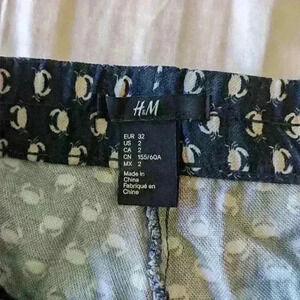 H&M
EUR 32
US 2
CA 2
CN 155/60A
MX 2
Made in
China
Fabriqué en
Chine